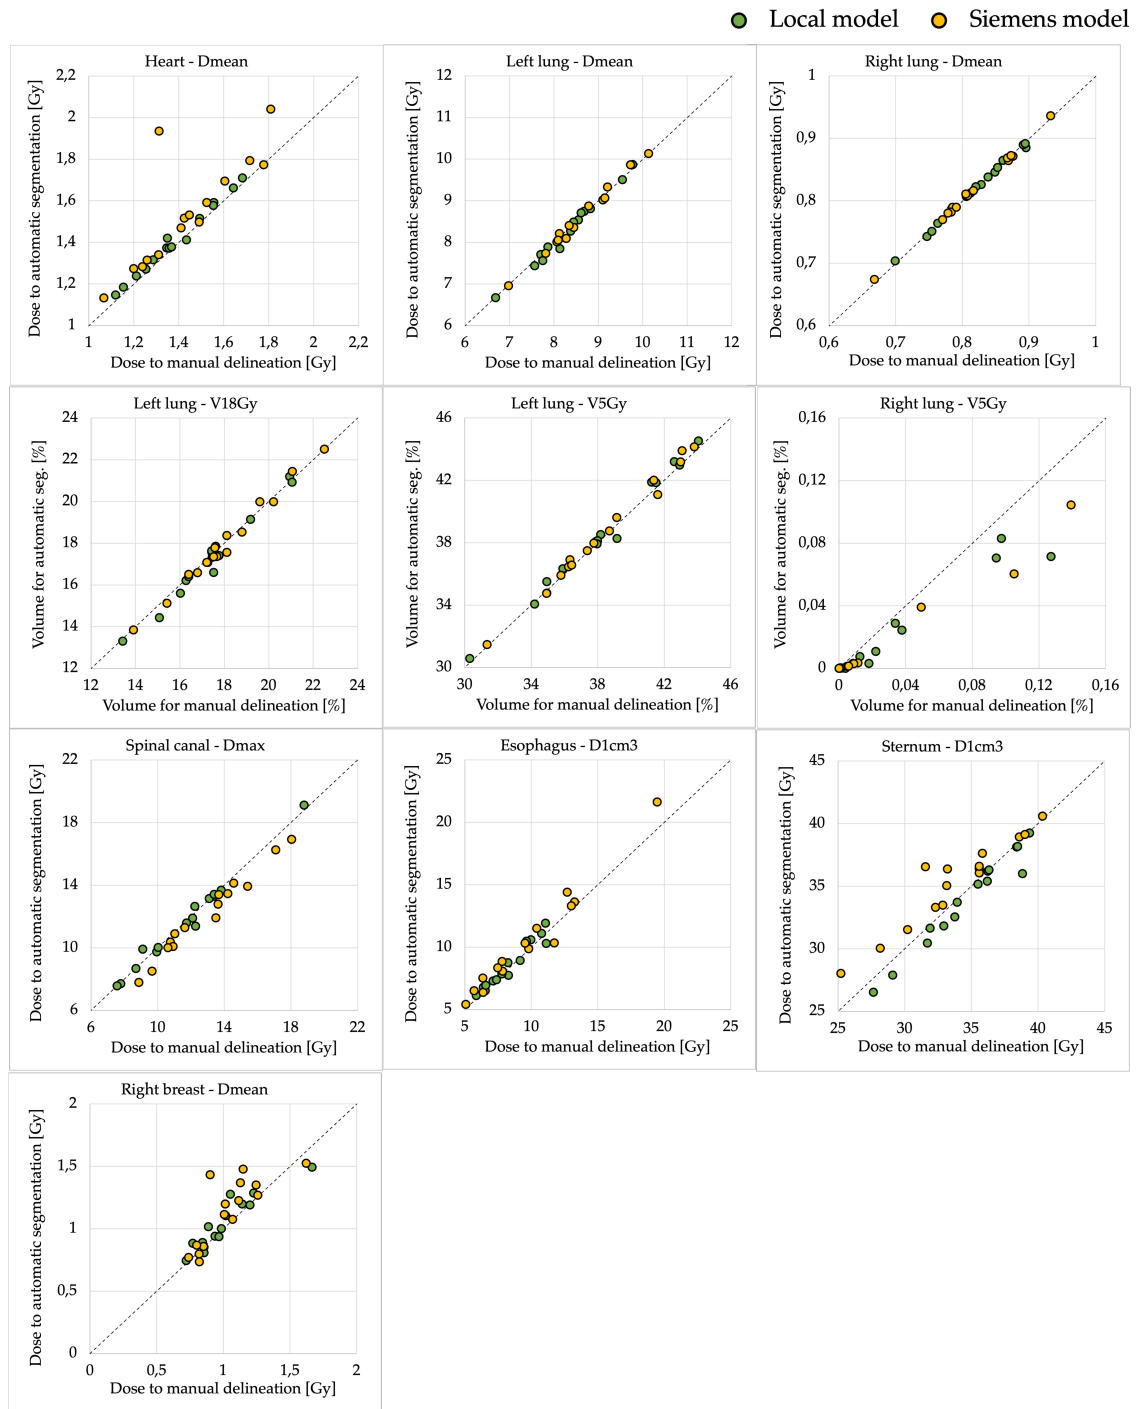 Local model Siemens model
Heart - Dmean
Dose to automatic segmentation [Gy]
2,2
2
1,8
1,6
1,4
1,2
1
1 1,2 1,4 1,6 1,8 2 2,2
Dose to manual delineation [Gy]
Left lung - Dmean
Dose to automatic segmentation [Gy]
12
11
10
9
8
7
6
6 7 8 9 10 11 12
Dose to manual delineation [Gy]
Right lung - Dmean
Dose to automatic segmentation [Gy]
1
0,9
0,8
0,7
0,6
0,6 0,7 0,8 0,9 1
Dose to manual delineation [Gy]
Left lung - V18Gy
Volume for automatic seg. [%]
24
22
20
18
16
14
12
12 14 16 18 20 22 24
Volume for manual delineation [%]
Left lung - V5Gy
Volume for automatic seg. [%]
46
42
38
34
30
30 34 38 42 46
Volume for manual delineation [%]
Right lung - V5Gy
Volume for automatic seg. [%]
0,16
0,12
0,08
0,04
0
0 0,04 0,08 0,12 0,16
Volume for manual delineation [%]
Spinal canal - Dmax
Dose to automatic segmentation [Gy]
22
18
14
10
6
6 10 14 18 22
Dose to manual delineation [Gy]
Esophagus - D1cm3
Dose to automatic segmentation [Gy]
25
20
15
10
5
5 10 15 20 25
Dose to manual delineation [Gy]
Sternum - D1cm3
Dose to automatic segmentation [Gy]
45
40
35
30
25
25 30 35 40 45
Dose to manual delineation [Gy]
Right breast - Dmean
Dose to automatic segmentation [Gy]
2
1,5
1
0,5
0
0 0,5 1 1,5 2
Dose to manual delineation [Gy]